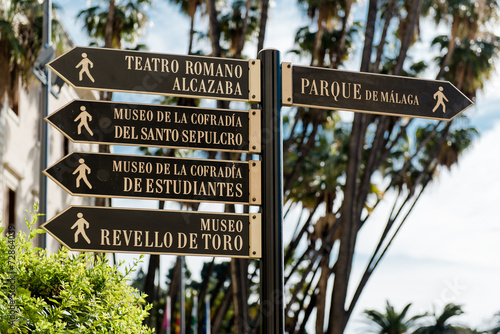 TEATRO ROMANO
ALCAZABA
PARQUE DE MÁLAGA
MUSEO DE LA COFRADÍA
DEL SANTO SEPULCRO
MUSEO DE LA COFRADÍA
DE ESTUDIANTES
MUSEO
REVELLO DE TORO